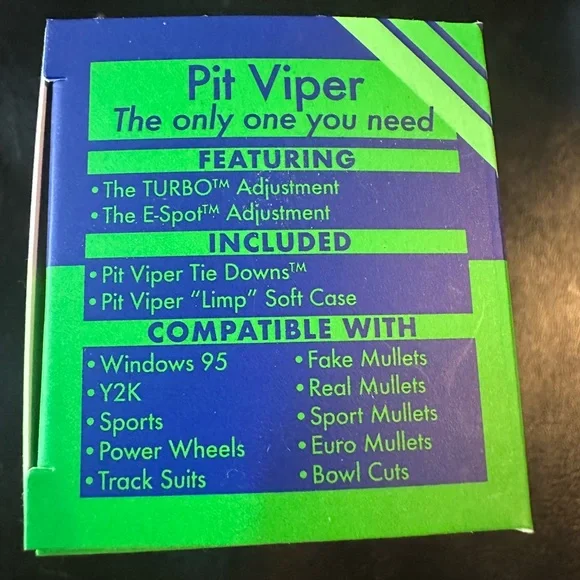 Pit Viper
The only one you need
FEATURING
• The TURBO™ Adjustment
• The E-Spot™ Adjustment
INCLUDED
• Pit Viper Tie Downs™
• Pit Viper “Limp” Soft Case
COMPATIBLE WITH
• Windows 95
• Y2K
• Sports
• Power Wheels
• Track Suits
• Fake Mullets
• Real Mullets
• Sport Mullets
• Euro Mullets
• Bowl Cuts